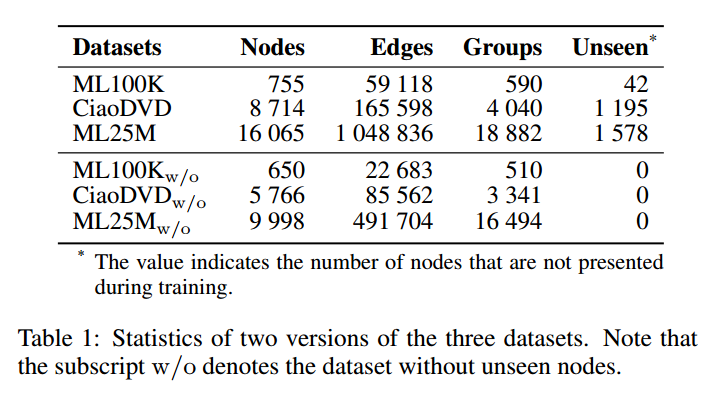 Datasets Nodes Edges Groups Unseen*
ML100K 755 59 118 590 42
CiaoDVD 8 714 165 598 4 040 1 195
ML25M 16 065 1 048 836 18 882 1 578
ML100Kw/o 650 22 683 510 0
CiaoDVDw/o 5 766 85 562 3 341 0
ML25Mw/o 9 998 491 704 16 494 0
* The value indicates the number of nodes that are not presented
during training.
Table 1: Statistics of two versions of the three datasets. Note that
the subscript w/o denotes the dataset without unseen nodes.